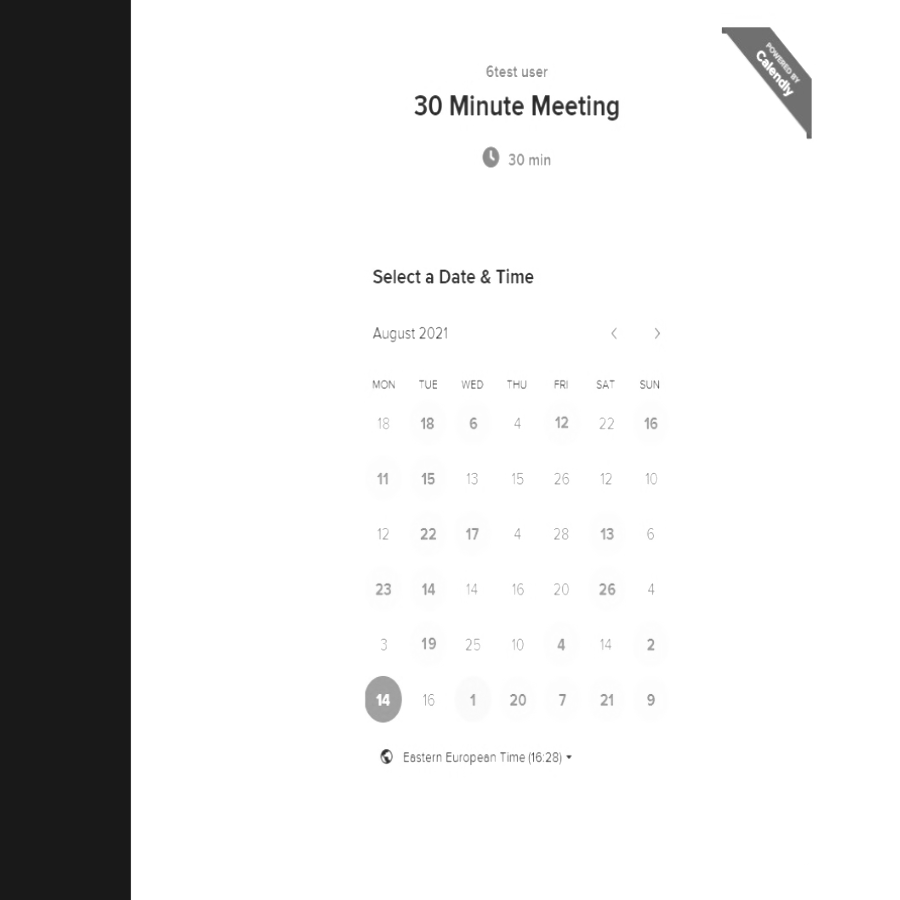 6test user
30 Minute Meeting
30 min
POWERED BY
Calendly
Select a Date & Time
August 2021
MON TUE WED THU FRI SAT SUN
18 18 6 4 12 22 16
11 15 13 15 26 12 10
12 22 17 4 28 13 6
23 14 14 16 20 26 4
3 19 25 10 4 14 2
14 16 1 20 7 21 9
Eastern European Time (16:28)